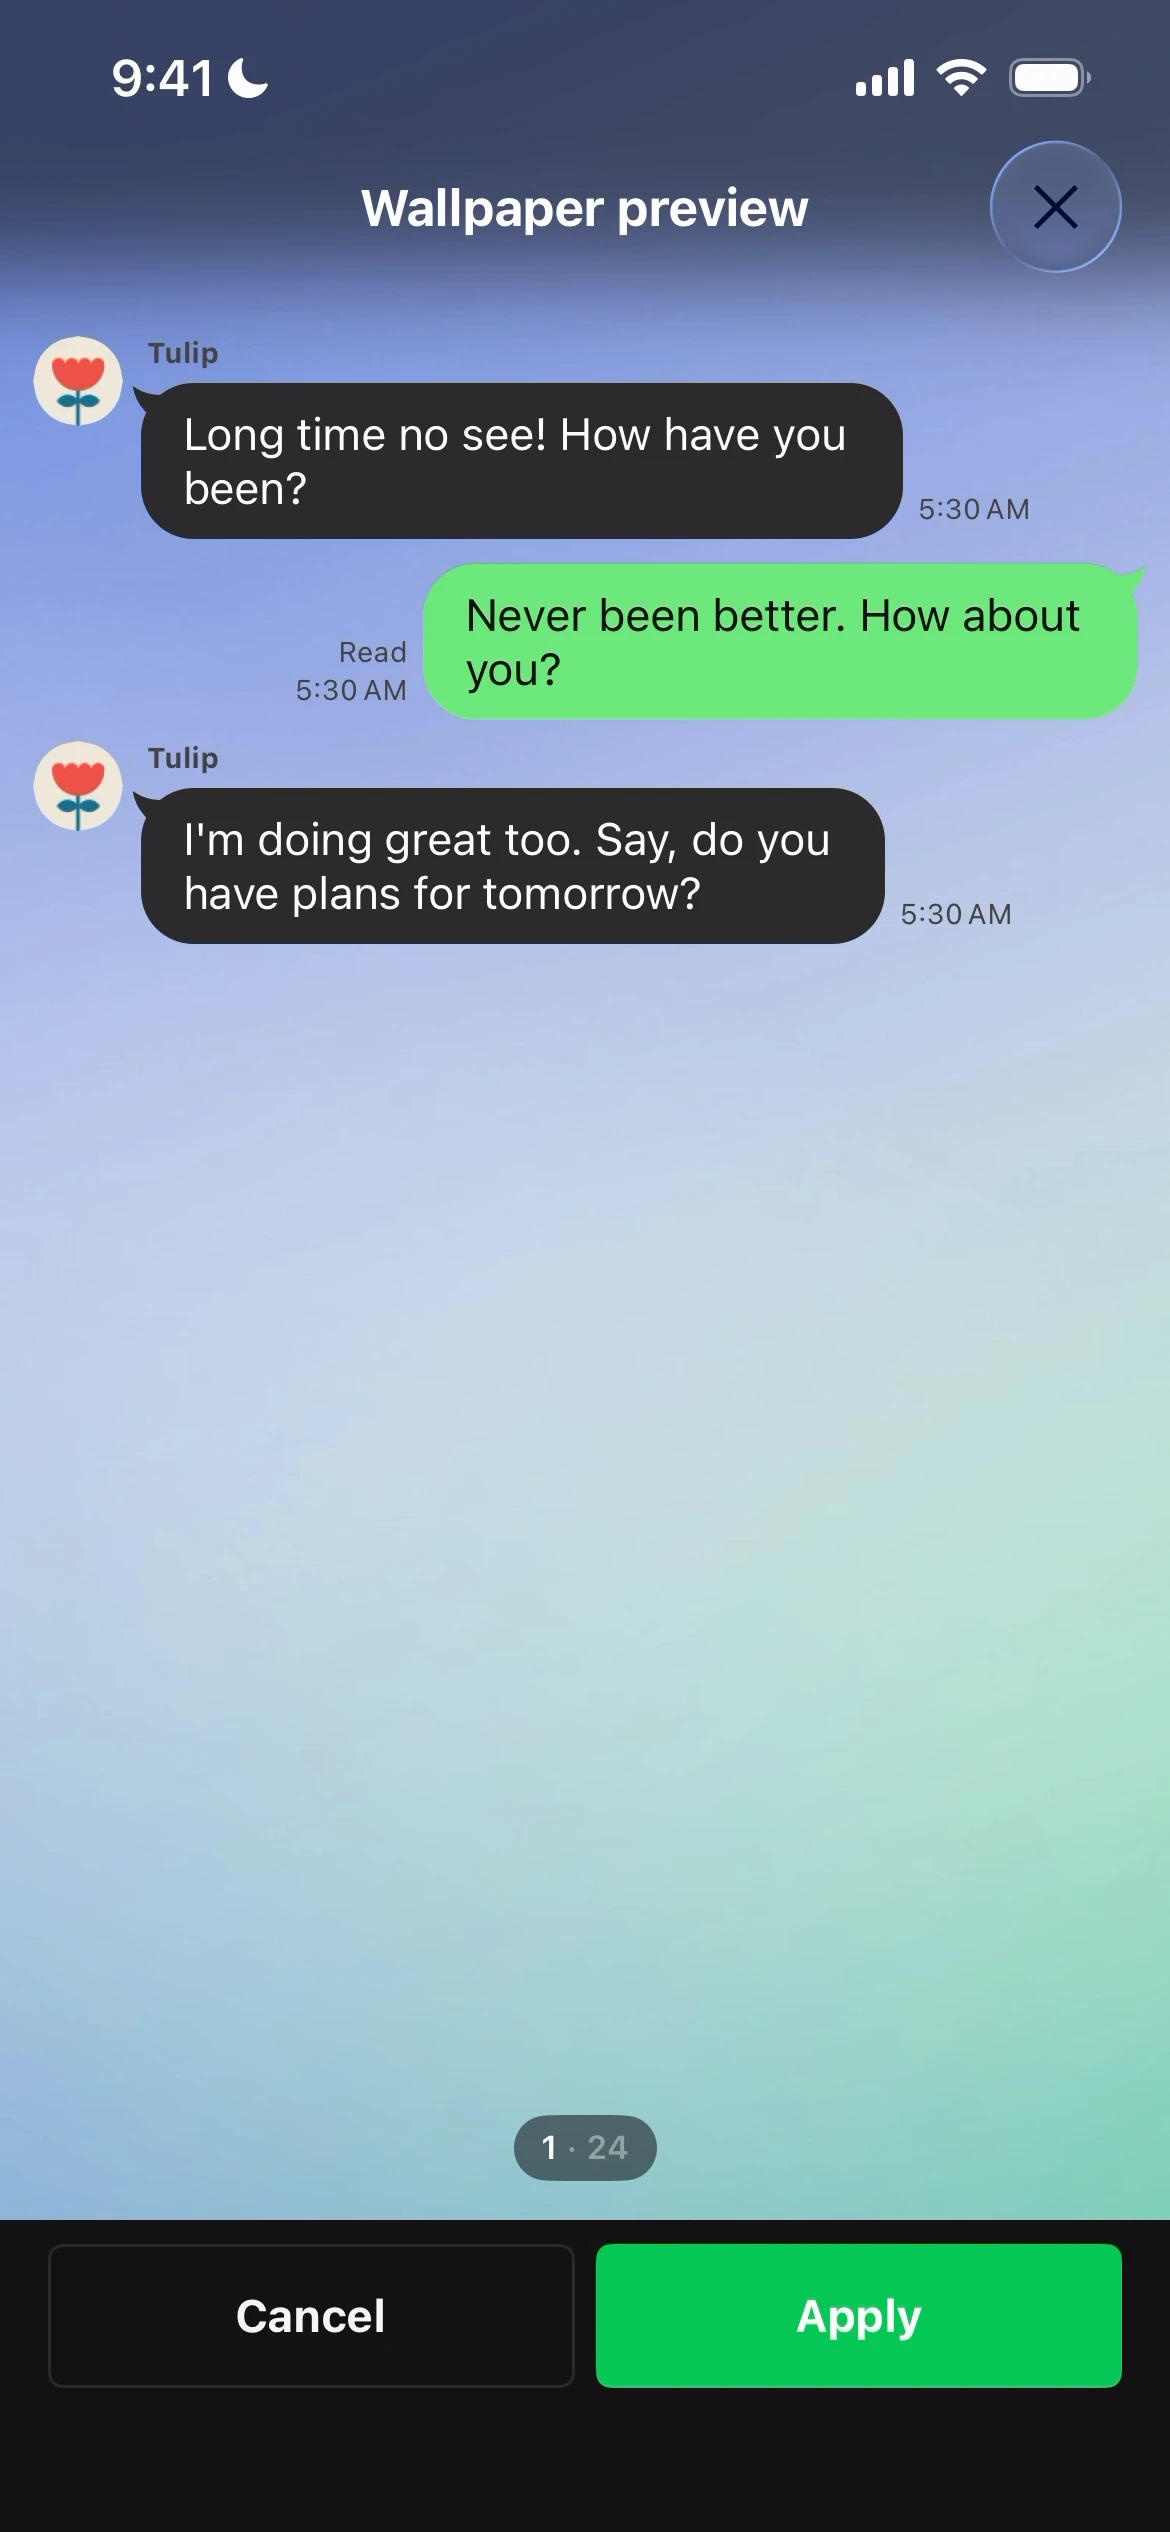 9:41
Wallpaper preview
Tulip
Long time no see! How have you
been?
5:30 AM
Never been better. How about
you?
Read
5:30 AM
Tulip
I'm doing great too. Say, do you
have plans for tomorrow?
5:30 AM
1 · 24
Cancel
Apply